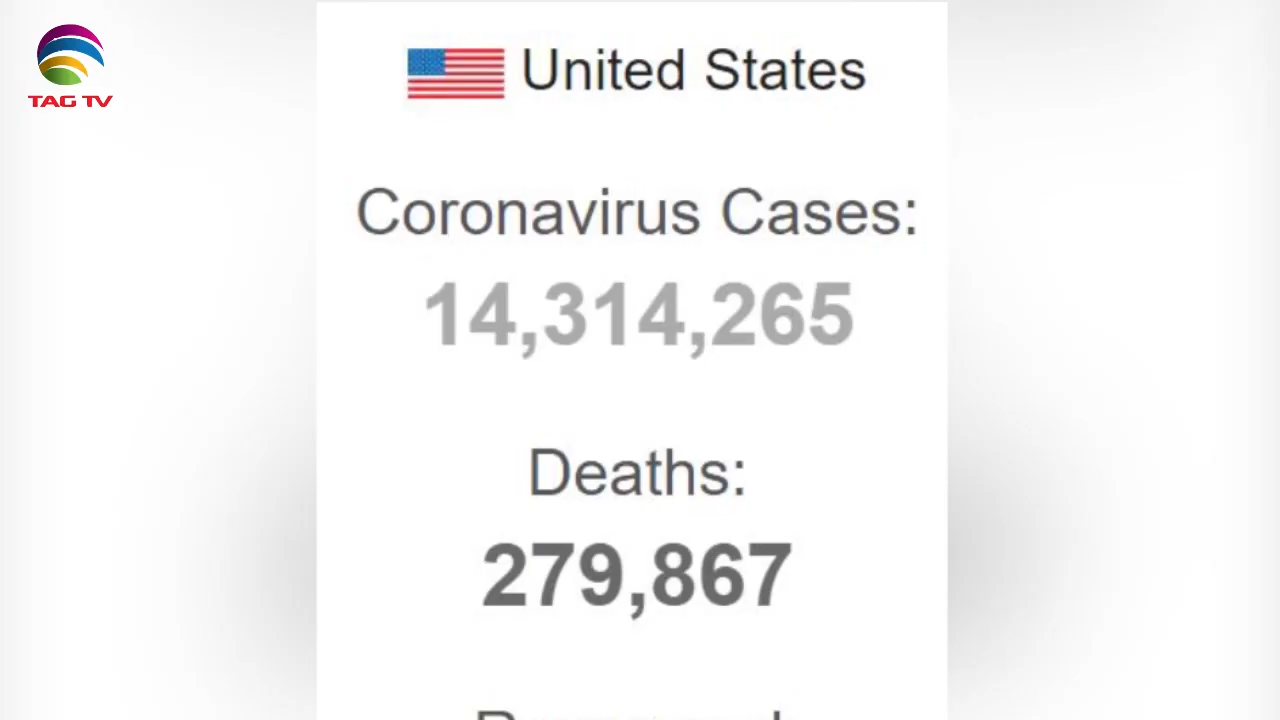 TAG TV
United States
Coronavirus Cases:
14,314,265
Deaths:
279,867